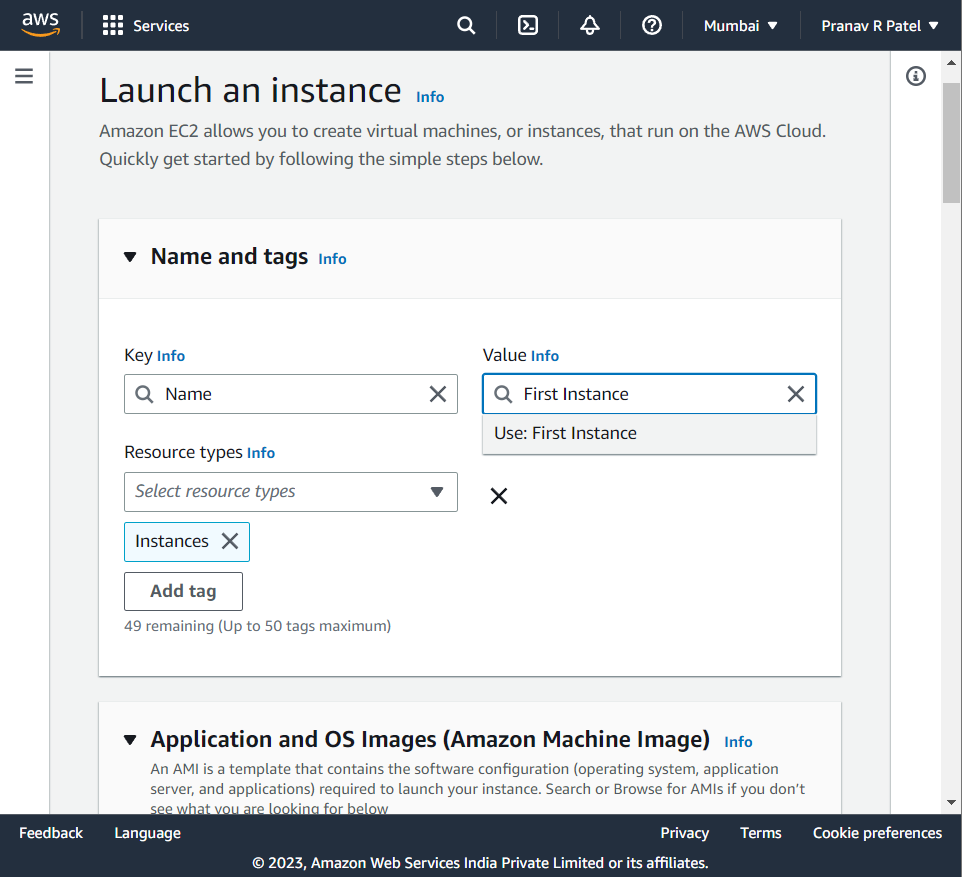 aws
Services
Mumbai
Pranav R Patel
Launch an instance Info
Amazon EC2 allows you to create virtual machines, or instances, that run on the AWS Cloud.
Quickly get started by following the simple steps below.
Name and tags Info
Key Info
Value Info
Name
First Instance
Use: First Instance
Resource types Info
Select resource types
Instances
Add tag
49 remaining (Up to 50 tags maximum)
Application and OS Images (Amazon Machine Image) Info
An AMI is a template that contains the software configuration (operating system, application
server, and applications) required to launch your instance. Search or Browse for AMIs if you don't
see what you are looking for below
Feedback
Language
Privacy
Terms
Cookie preferences
© 2023, Amazon Web Services India Private Limited or its affiliates.